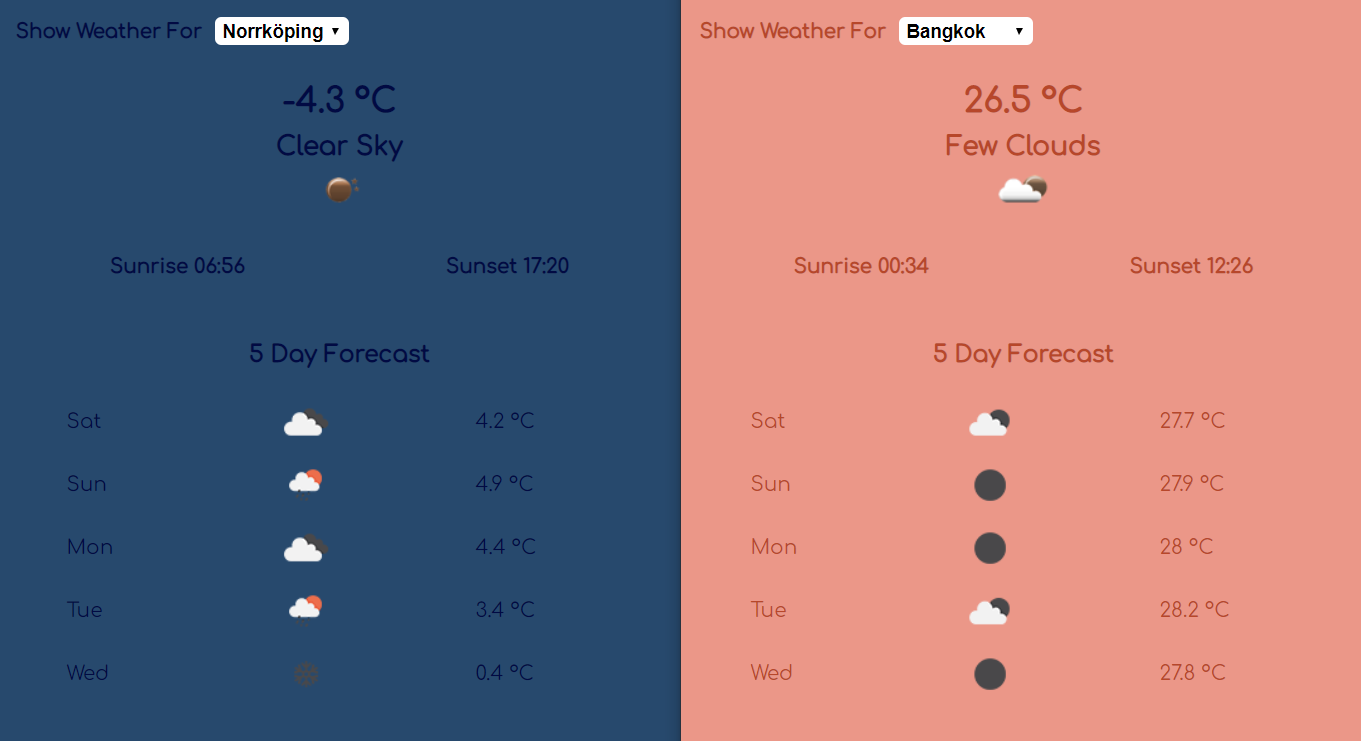 Show Weather For Norrköping
-4.3 °C
Clear Sky
Sunrise 06:56 Sunset 17:20
5 Day Forecast
Sat 4.2 °C
Sun 4.9 °C
Mon 4.4 °C
Tue 3.4 °C
Wed 0.4 °C
Show Weather For Bangkok
26.5 °C
Few Clouds
Sunrise 00:34 Sunset 12:26
5 Day Forecast
Sat 27.7 °C
Sun 27.9 °C
Mon 28 °C
Tue 28.2 °C
Wed 27.8 °C